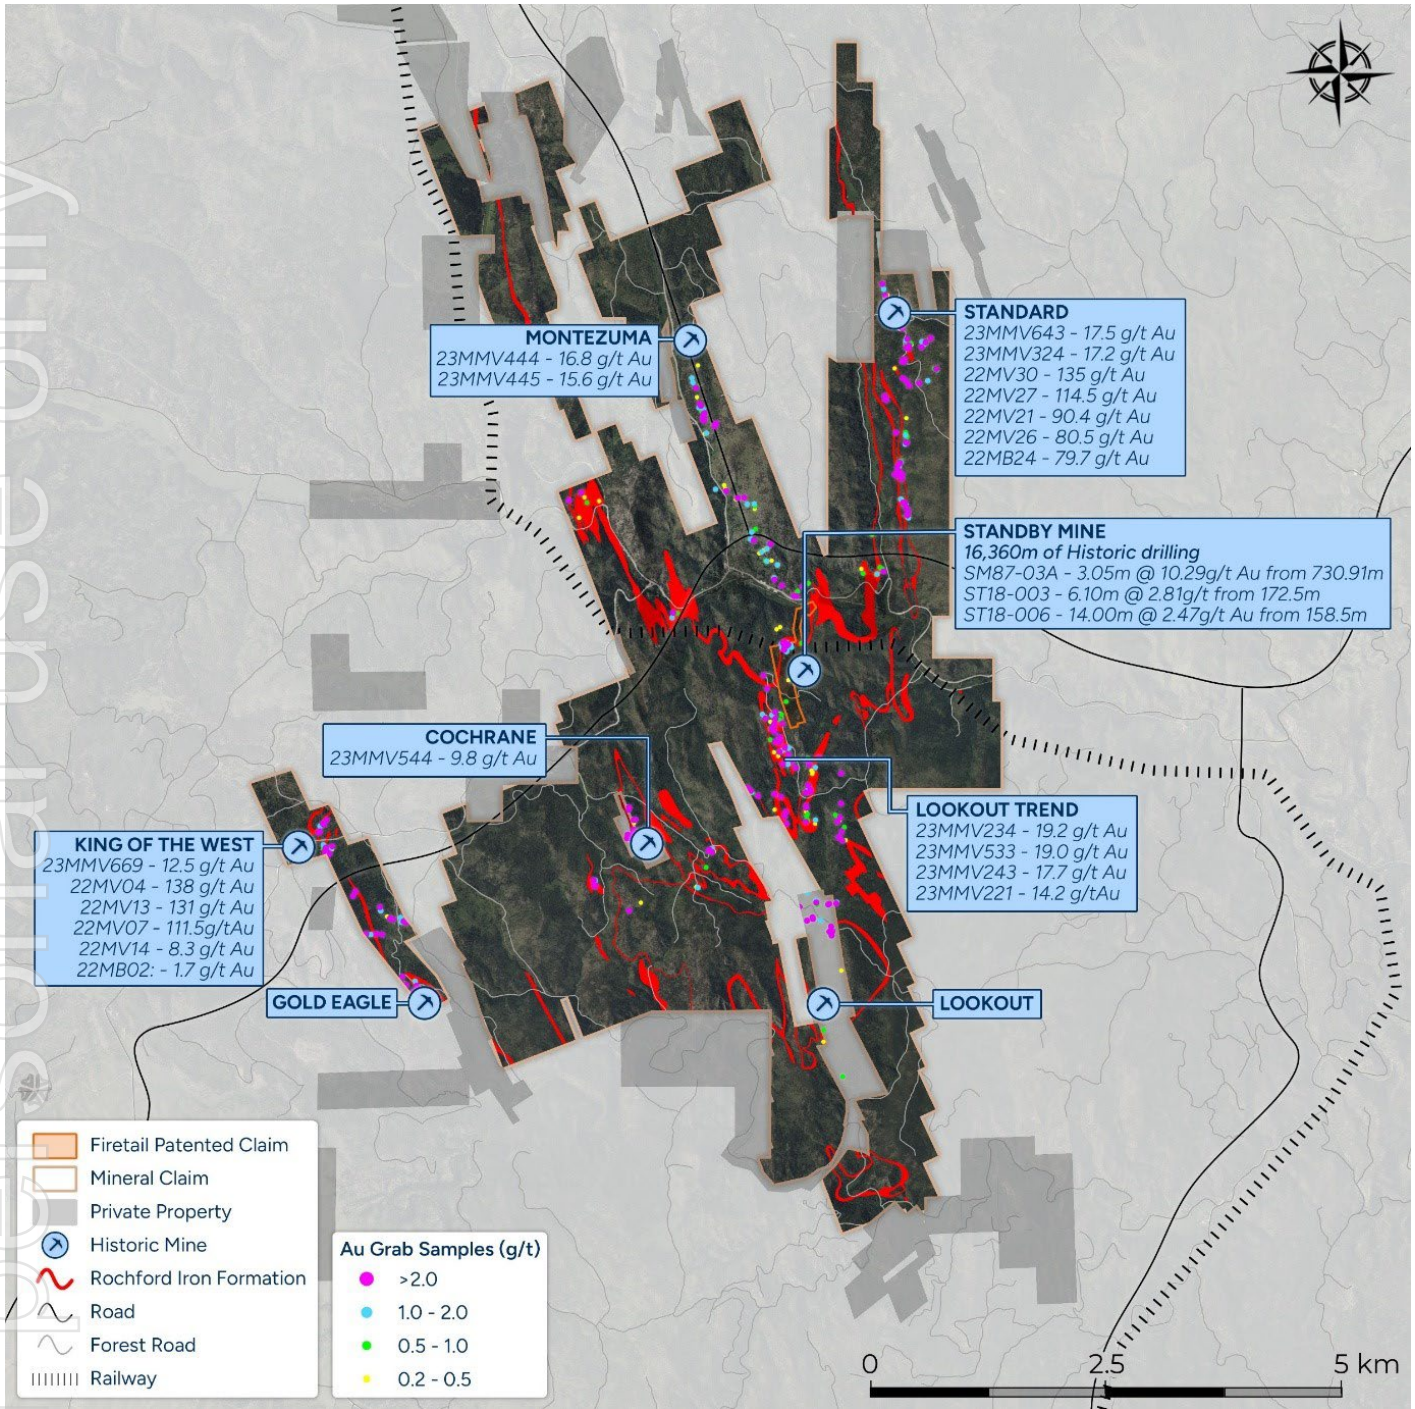 For personal use only
MONTEZUMA
23MMV444 - 16.8 g/t Au
23MMV445 - 15.6 g/t Au
STANDARD
23MMV643 - 17.5 g/t Au
23MMV324 - 17.2 g/t Au
22MV30 - 135 g/t Au
22MV27 - 114.5 g/t Au
22MV21 - 90.4 g/t Au
22MV26 - 80.5 g/t Au
22MB24 - 79.7 g/t Au
STANDBY MINE
16,360m of Historic drilling
SM87-03A - 3.05m @ 10.29g/t Au from 730.91m
ST18-003 - 6.10m @ 2.81g/t from 172.5m
ST18-006 - 14.00m @ 2.47g/t Au from 158.5m
COCHRANE
23MMV544 - 9.8 g/t Au
LOOKOUT TREND
23MMV234 - 19.2 g/t Au
23MMV533 - 19.0 g/t Au
23MMV243 - 17.7 g/t Au
23MMV221 - 14.2 g/tAu
KING OF THE WEST
23MMV669 - 12.5 g/t Au
22MV04 - 138 g/t Au
22MV13 - 131 g/t Au
22MV07 - 111.5g/tAu
22MV14 - 8.3 g/t Au
22MB02: - 1.7 g/t Au
GOLD EAGLE
LOOKOUT
Firetail Patented Claim
Mineral Claim
Private Property
Historic Mine
Rochford Iron Formation
Road
Forest Road
Railway
Au Grab Samples (g/t)
>2.0
1.0 - 2.0
0.5 - 1.0
0.2 - 0.5
0 2.5 5 km